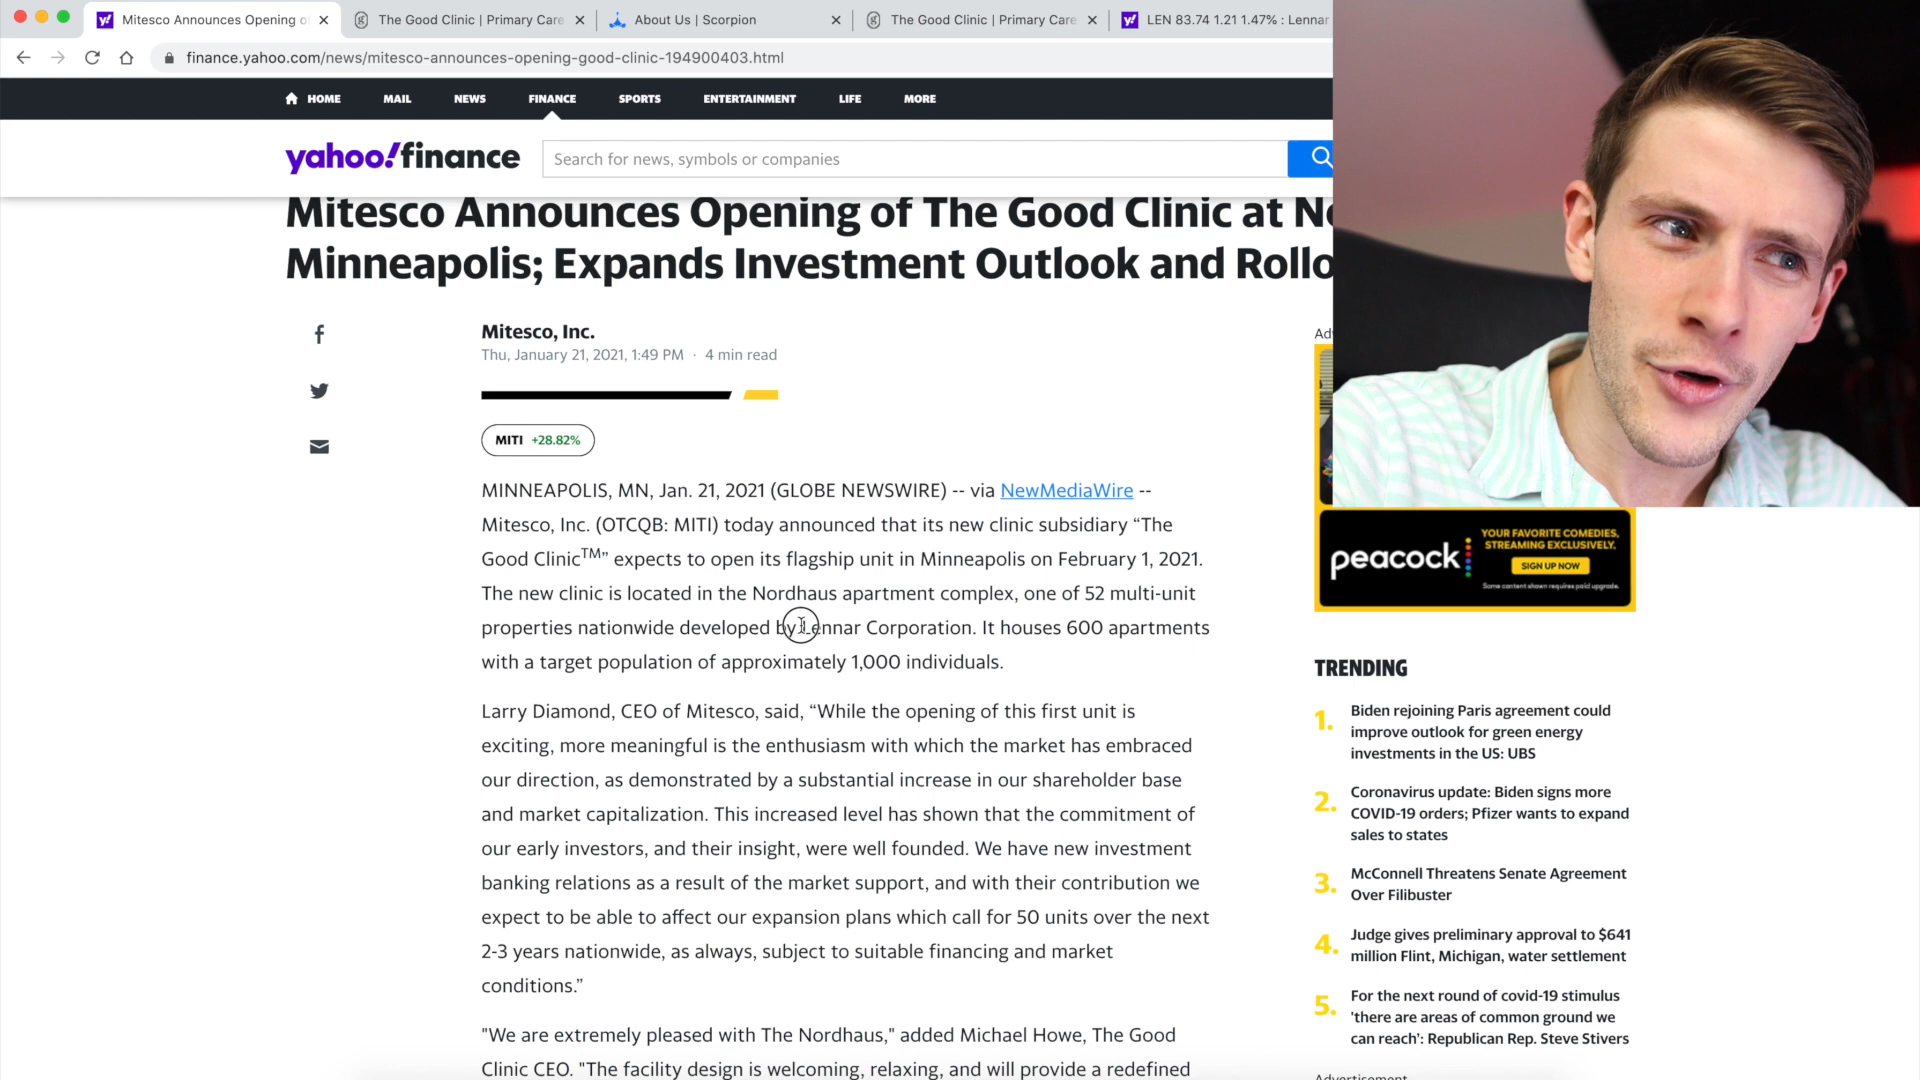 Mitesco Announces Opening o
The Good Clinic | Primary Care
About Us | Scorpion
The Good Clinic | Primary Care
LEN 83.74 1.21 1.47% : Lennar
finance.yahoo.com/news/mitesco-announces-opening-good-clinic-194900403.html
HOME MAIL NEWS FINANCE SPORTS ENTERTAINMENT LIFE MORE
yahoo!finance
Search for news, symbols or companies
Mitesco Announces Opening of The Good Clinic at No
Minneapolis; Expands Investment Outlook and Rollo
Mitesco, Inc.
Thu, January 21, 2021, 1:49 PM · 4 min read
MITI +28.82%
MINNEAPOLIS, MN, Jan. 21, 2021 (GLOBE NEWSWIRE) -- via NewMediaWire --
Mitesco, Inc. (OTCQB: MITI) today announced that its new clinic subsidiary “The
Good Clinic™” expects to open its flagship unit in Minneapolis on February 1, 2021.
The new clinic is located in the Nordhaus apartment complex, one of 52 multi-unit
properties nationwide developed by Lennar Corporation. It houses 600 apartments
with a target population of approximately 1,000 individuals.
Larry Diamond, CEO of Mitesco, said, “While the opening of this first unit is
exciting, more meaningful is the enthusiasm with which the market has embraced
our direction, as demonstrated by a substantial increase in our shareholder base
and market capitalization. This increased level has shown that the commitment of
our early investors, and their insight, were well founded. We have new investment
banking relations as a result of the market support, and with their contribution we
expect to be able to affect our expansion plans which call for 50 units over the next
2-3 years nationwide, as always, subject to suitable financing and market
conditions.”
"We are extremely pleased with The Nordhaus," added Michael Howe, The Good
Clinic CEO. "The facility design is welcoming, relaxing, and will provide a redefined
Ad
peacock
YOUR FAVORITE COMEDIES,
STREAMING EXCLUSIVELY.
SIGN UP NOW
Some content shown requires paid upgrade.
TRENDING
1. Biden rejoining Paris agreement could
improve outlook for green energy
investments in the US: UBS
2. Coronavirus update: Biden signs more
COVID-19 orders; Pfizer wants to expand
sales to states
3. McConnell Threatens Senate Agreement
Over Filibuster
4. Judge gives preliminary approval to $641
million Flint, Michigan, water settlement
5. For the next round of covid-19 stimulus
'there are areas of common ground we
can reach': Republican Rep. Steve Stivers
Advertisement